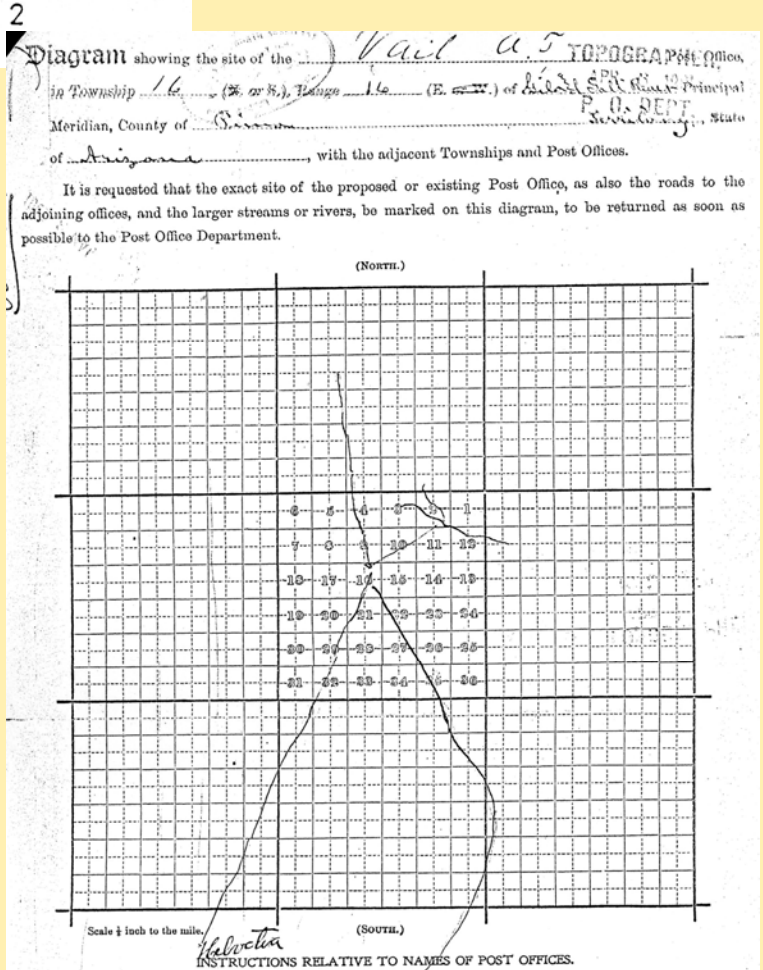 2
Diagram showing the site of the Vail A. T TOPOGRAPH Post Office,
in Township 16 (S. or N.), Range 16 (E. or W.) of Gila & Salt River Principal
P. O. DEPT
Meridian, County of Pima Territory, State
of Arizona, with the adjacent Townships and Post Offices.
It is requested that the exact site of the proposed or existing Post Office, as also the roads to the
adjoining offices, and the larger streams or rivers, be marked on this diagram, to be returned as soon as
possible to the Post Office Department.
(NORTH.)
6 5 4 3 2 1
7 8 9 10 11 12
18 17 16 15 14 13
19 20 21 22 23 24
30 29 28 27 26 25
31 32 33 34 35 36
Scale ½ inch to the mile.
(SOUTH.)
Helvetia
INSTRUCTIONS RELATIVE TO NAMES OF POST OFFICES.